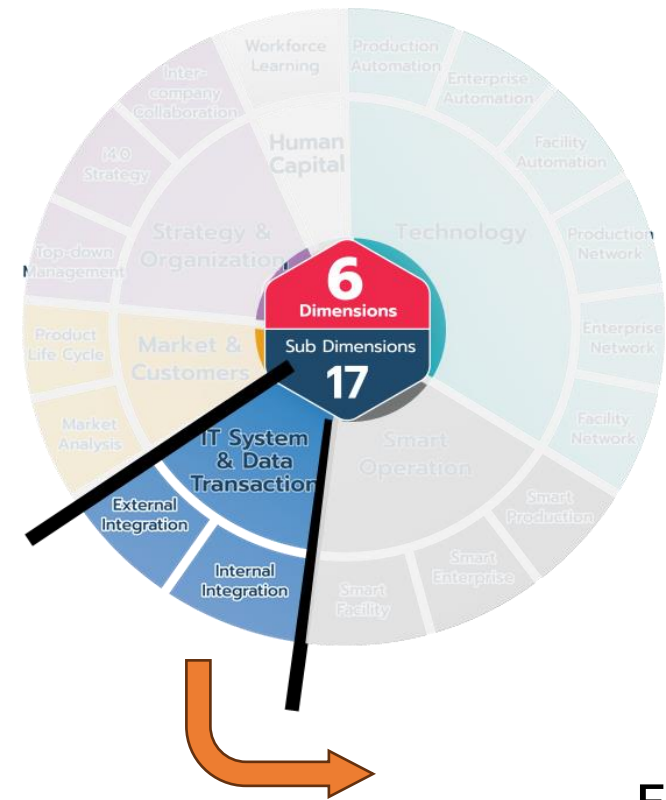 Workforce
Learning
Production
Automation
Enterprise
Automation
Facility
Automation
Production
Network
Enterprise
Network
Facility
Network
Smart
Production
Smart
Enterprise
Smart
Facility
Internal
Integration
External
Integration
Market
Analysis
Product
Life Cycle
Top-down
Management
i4.0
Strategy
Inter-
company
Collaboration
Human
Capital
Technology
Smart
Operation
IT System
& Data
Transaction
Market &
Customers
Strategy &
Organization
6
Dimensions
Sub Dimensions
17